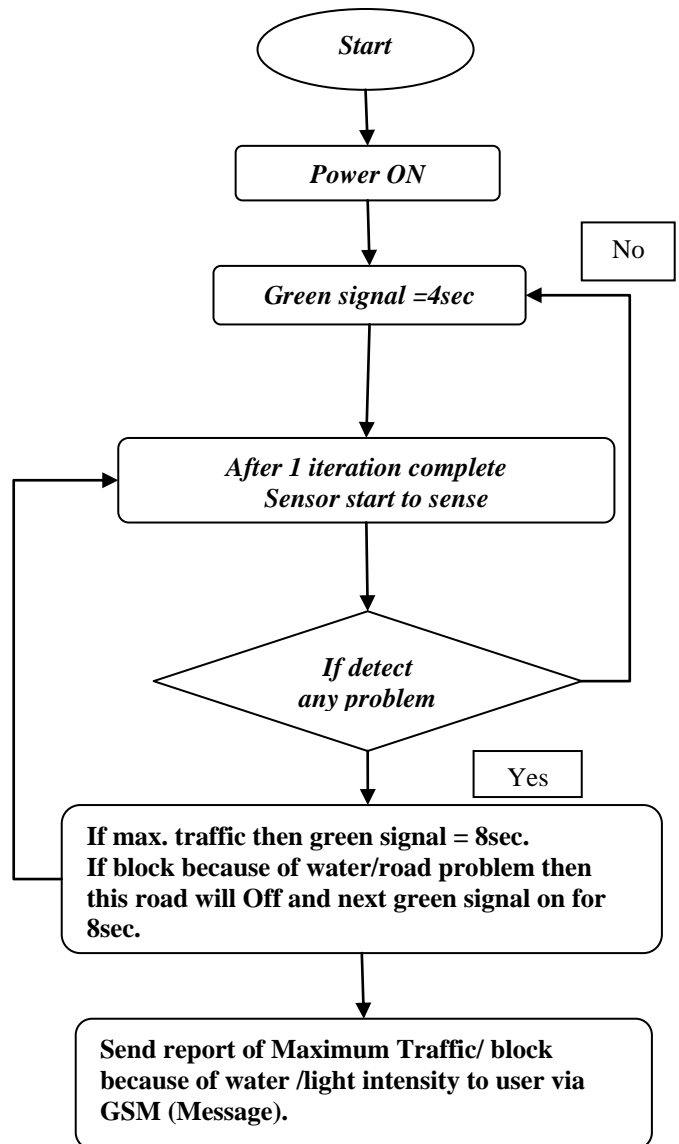 Start
Power ON
No
Green signal =4sec
After 1 iteration complete
Sensor start to sense
If detect
any problem
Yes
If max. traffic then green signal = 8sec.
If block because of water/road problem then
this road will Off and next green signal on for
8sec.
Send report of Maximum Traffic/ block
because of water /light intensity to user via
GSM (Message).